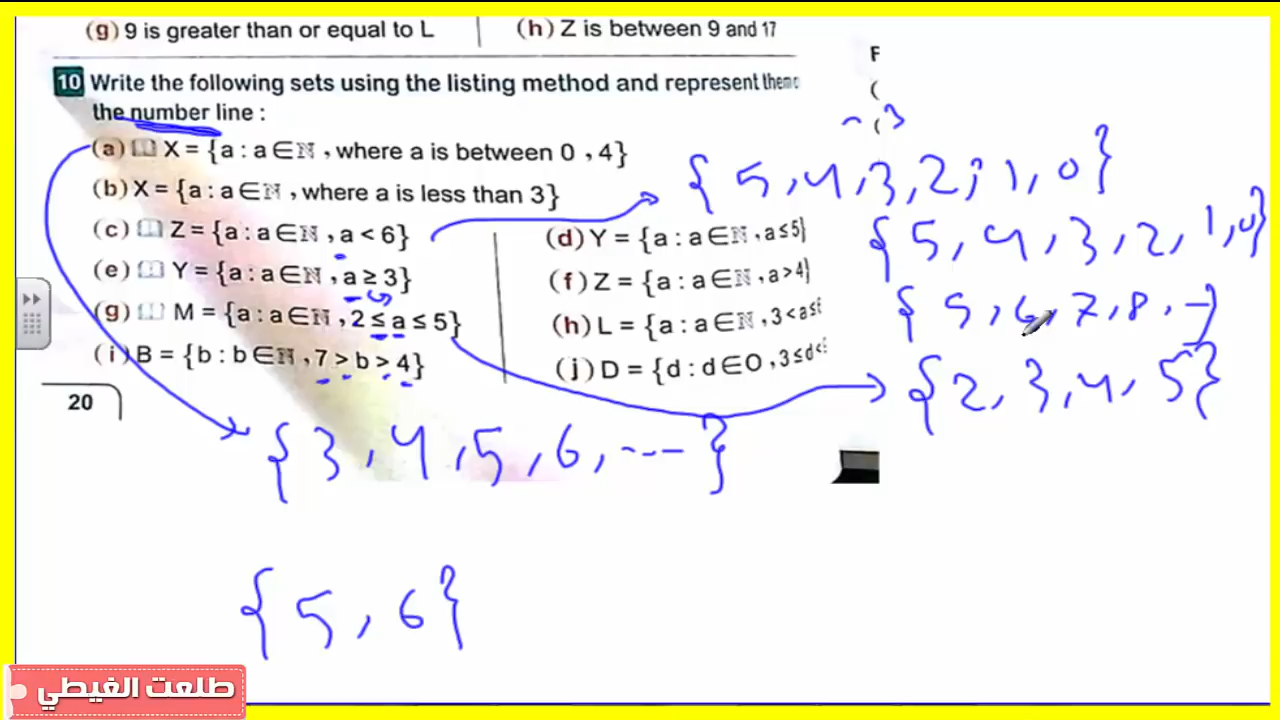 (g) 9 is greater than or equal to L
(h) Z is between 9 and 17
10 Write the following sets using the listing method and represent them
the number line :
(a) X = {a : a ∈ ℕ , where a is between 0 , 4}
(b) X = {a : a ∈ ℕ , where a is less than 3}
(c) Z = {a : a ∈ ℕ , a < 6}
(d) Y = {a : a ∈ ℕ , a ≤ 5}
(e) Y = {a : a ∈ ℕ , a ≥ 3}
(f) Z = {a : a ∈ ℕ , a > 4}
(g) M = {a : a ∈ ℕ , 2 ≤ a ≤ 5}
(h) L = {a : a ∈ ℕ , 3 < a ≤
(i) B = {b : b ∈ ℕ , 7 > b > 4}
(j) D = {d : d ∈ O , 3 ≤ d <
20
F
(
(
, 3
{ 5 , 4 , 3 , 2 , 1 , 0 }
{ 5 , 4 , 3 , 2 , 1 , 0 }
{ 5 , 6 , 7 , 8 , - }
{ 2 , 3 , 4 , 5 }
{ 3 , 4 , 5 , 6 , ... }
{ 5 , 6 }
طلعت الغيطي